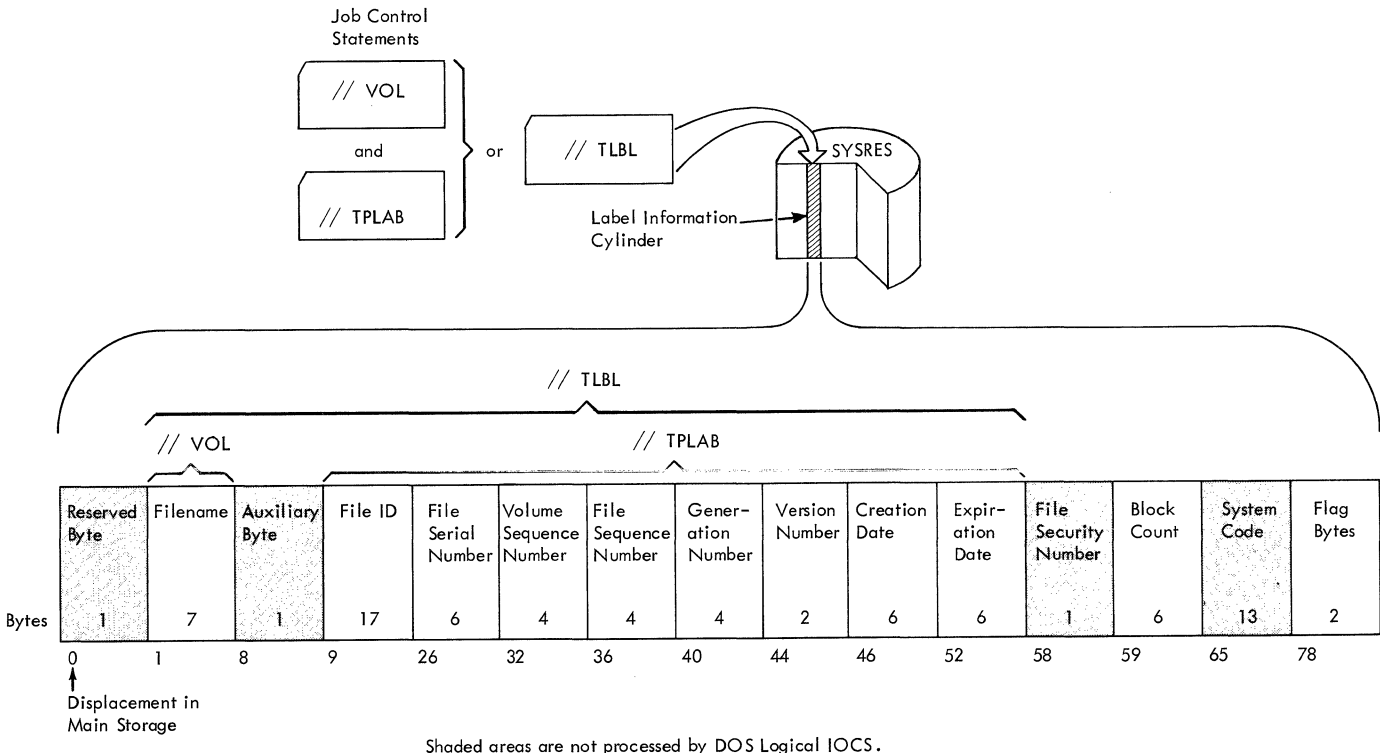 Job Control
Statements
// VOL
and
// TPLAB
or
// TLBL
SYSRES
Label Information
Cylinder
// TLBL
// VOL
// TPLAB
Reserved
Byte
1
Filename
7
Auxiliary
Byte
1
File ID
17
File
Serial
Number
6
Volume
Sequence
Number
4
File
Sequence
Number
4
Gener-
ation
Number
4
Version
Number
2
Creation
Date
6
Expir-
ation
Date
6
File
Security
Number
1
Block
Count
6
System
Code
13
Flag
Bytes
2
Bytes
0 1 8 9 26 32 36 40 44 46 52 58 59 65 78
Displacement in
Main Storage
Shaded areas are not processed by DOS Logical IOCS.